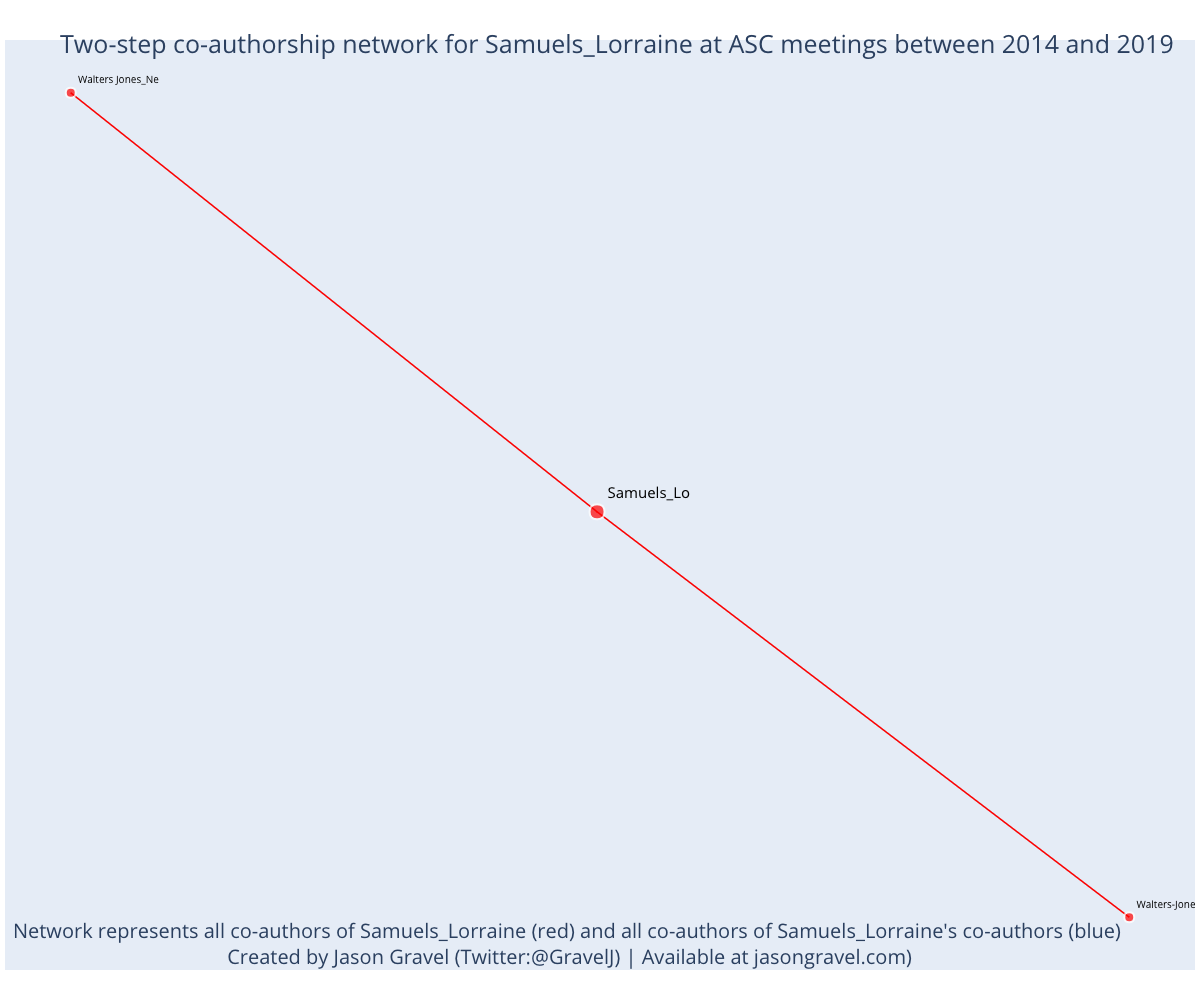 Two-step co-authorship network for Samuels_Lorraine at ASC meetings between 2014 and 2019
Walters Jones_Ne
Samuels_Lo
Walters-Jone
Network represents all co-authors of Samuels_Lorraine (red) and all co-authors of Samuels_Lorraine's co-authors (blue)
Created by Jason Gravel (Twitter:@GravelJ) | Available at jasongravel.com)